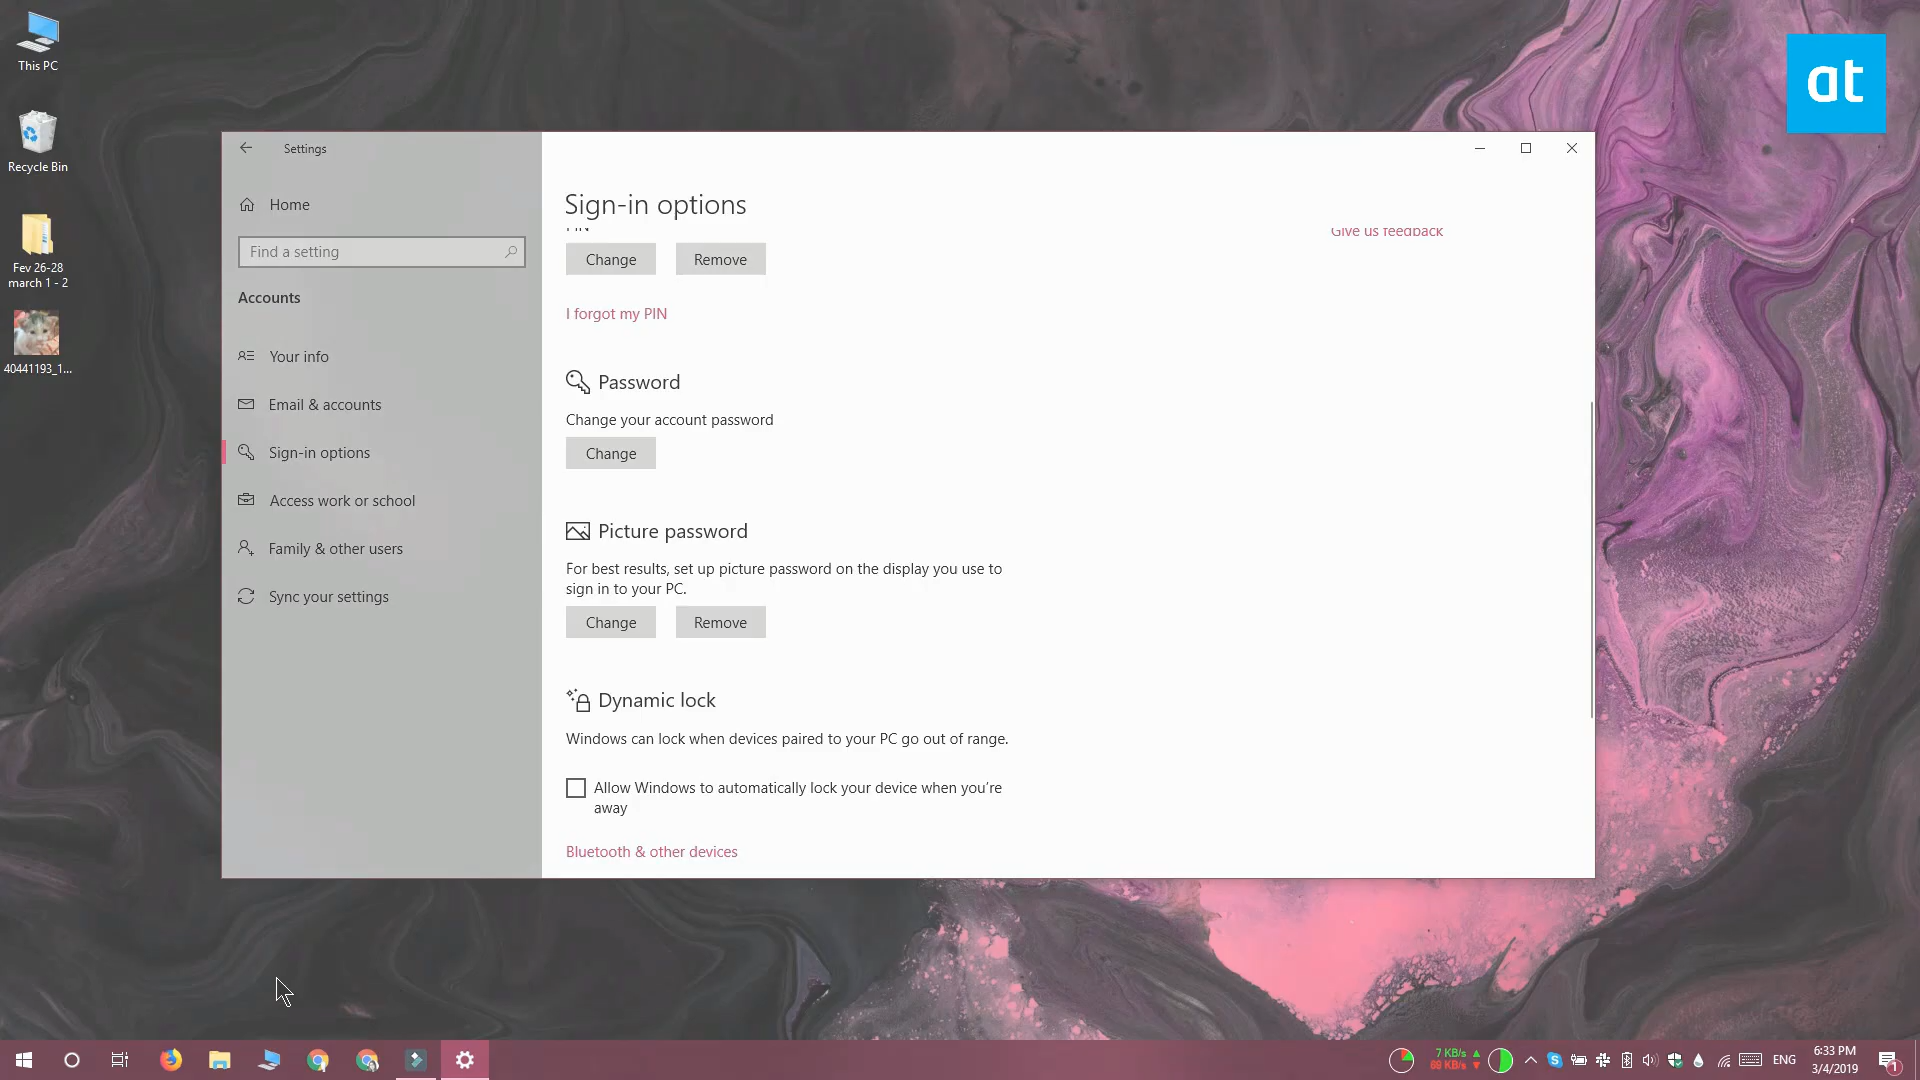 This PC
Recycle Bin
Fev 26-28
march 1 - 2
40441193_1...
at
Settings
Home
Find a setting
Accounts
Your info
Email & accounts
Sign-in options
Access work or school
Family & other users
Sync your settings
Sign-in options
PIN
Give us feedback
Change Remove
I forgot my PIN
Password
Change your account password
Change
Picture password
For best results, set up picture password on the display you use to
sign in to your PC.
Change Remove
Dynamic lock
Windows can lock when devices paired to your PC go out of range.
Allow Windows to automatically lock your device when you're
away
Bluetooth & other devices
7 KB/s
89 KB/s
ENG
6:33 PM
3/4/2019
1